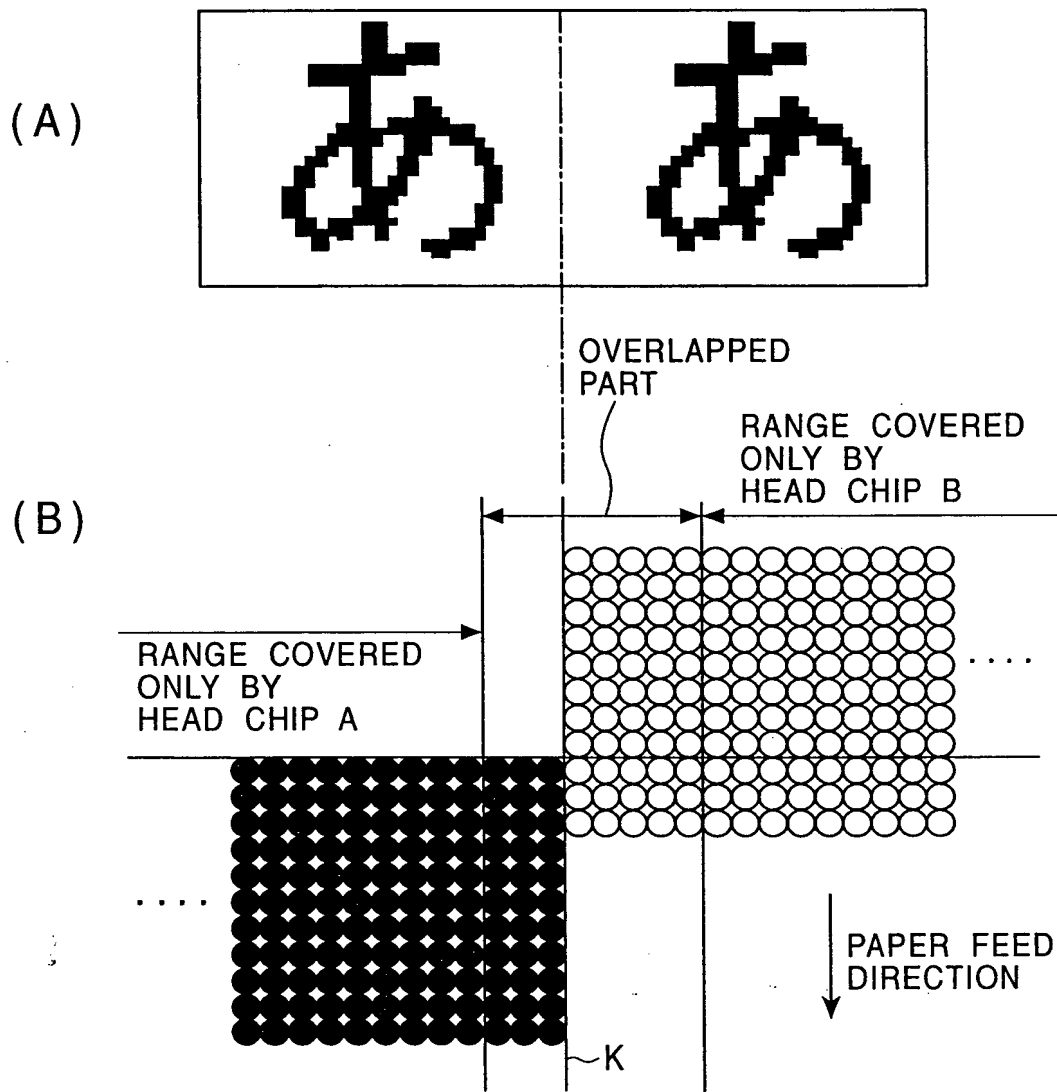 (A)
あ あ
OVERLAPPED
PART
RANGE COVERED
ONLY BY
HEAD CHIP B
(B)
RANGE COVERED
ONLY BY
HEAD CHIP A
. . . .
. . . .
PAPER FEED
DIRECTION
K